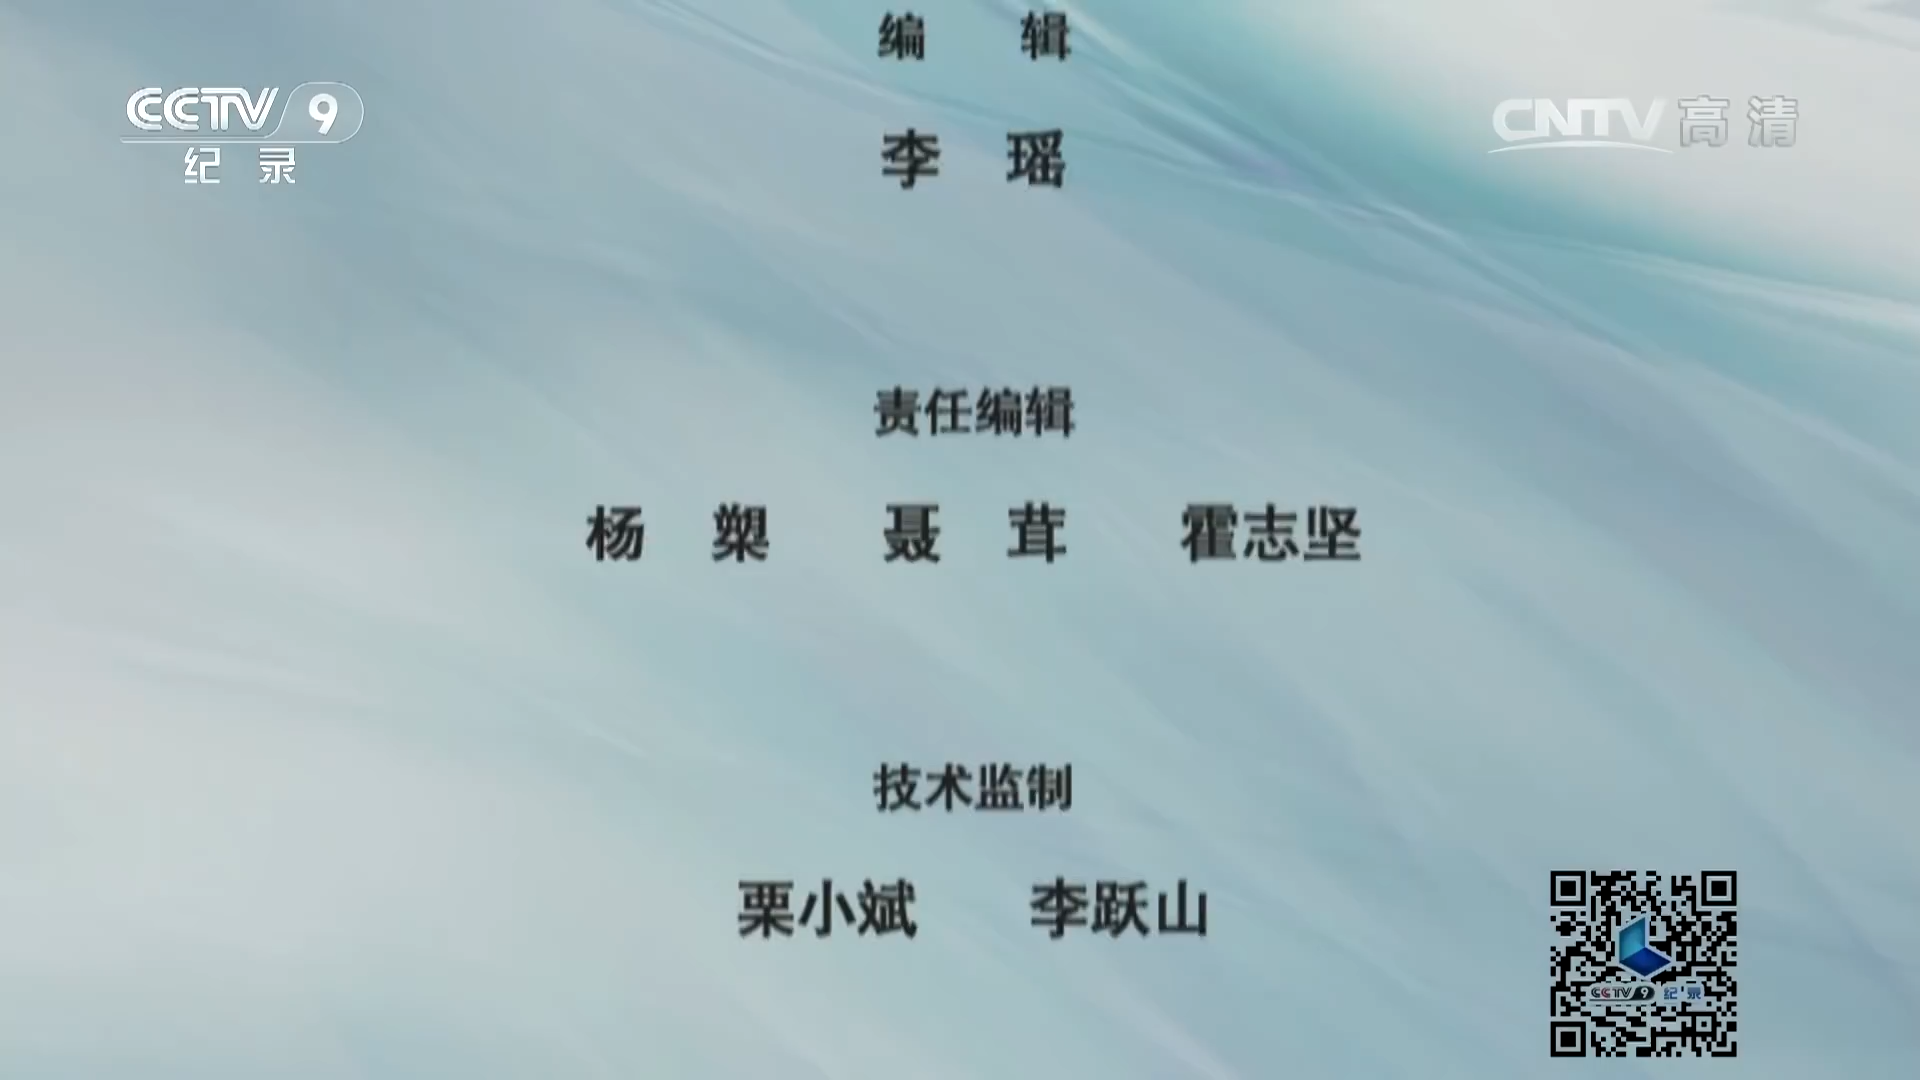 编 辑
CCTV 9
纪 录
CNTV 高清
李 瑶
责任编辑
杨 槊 聂 茸 霍志坚
技术监制
栗小斌 李跃山
CCTV 9 纪录